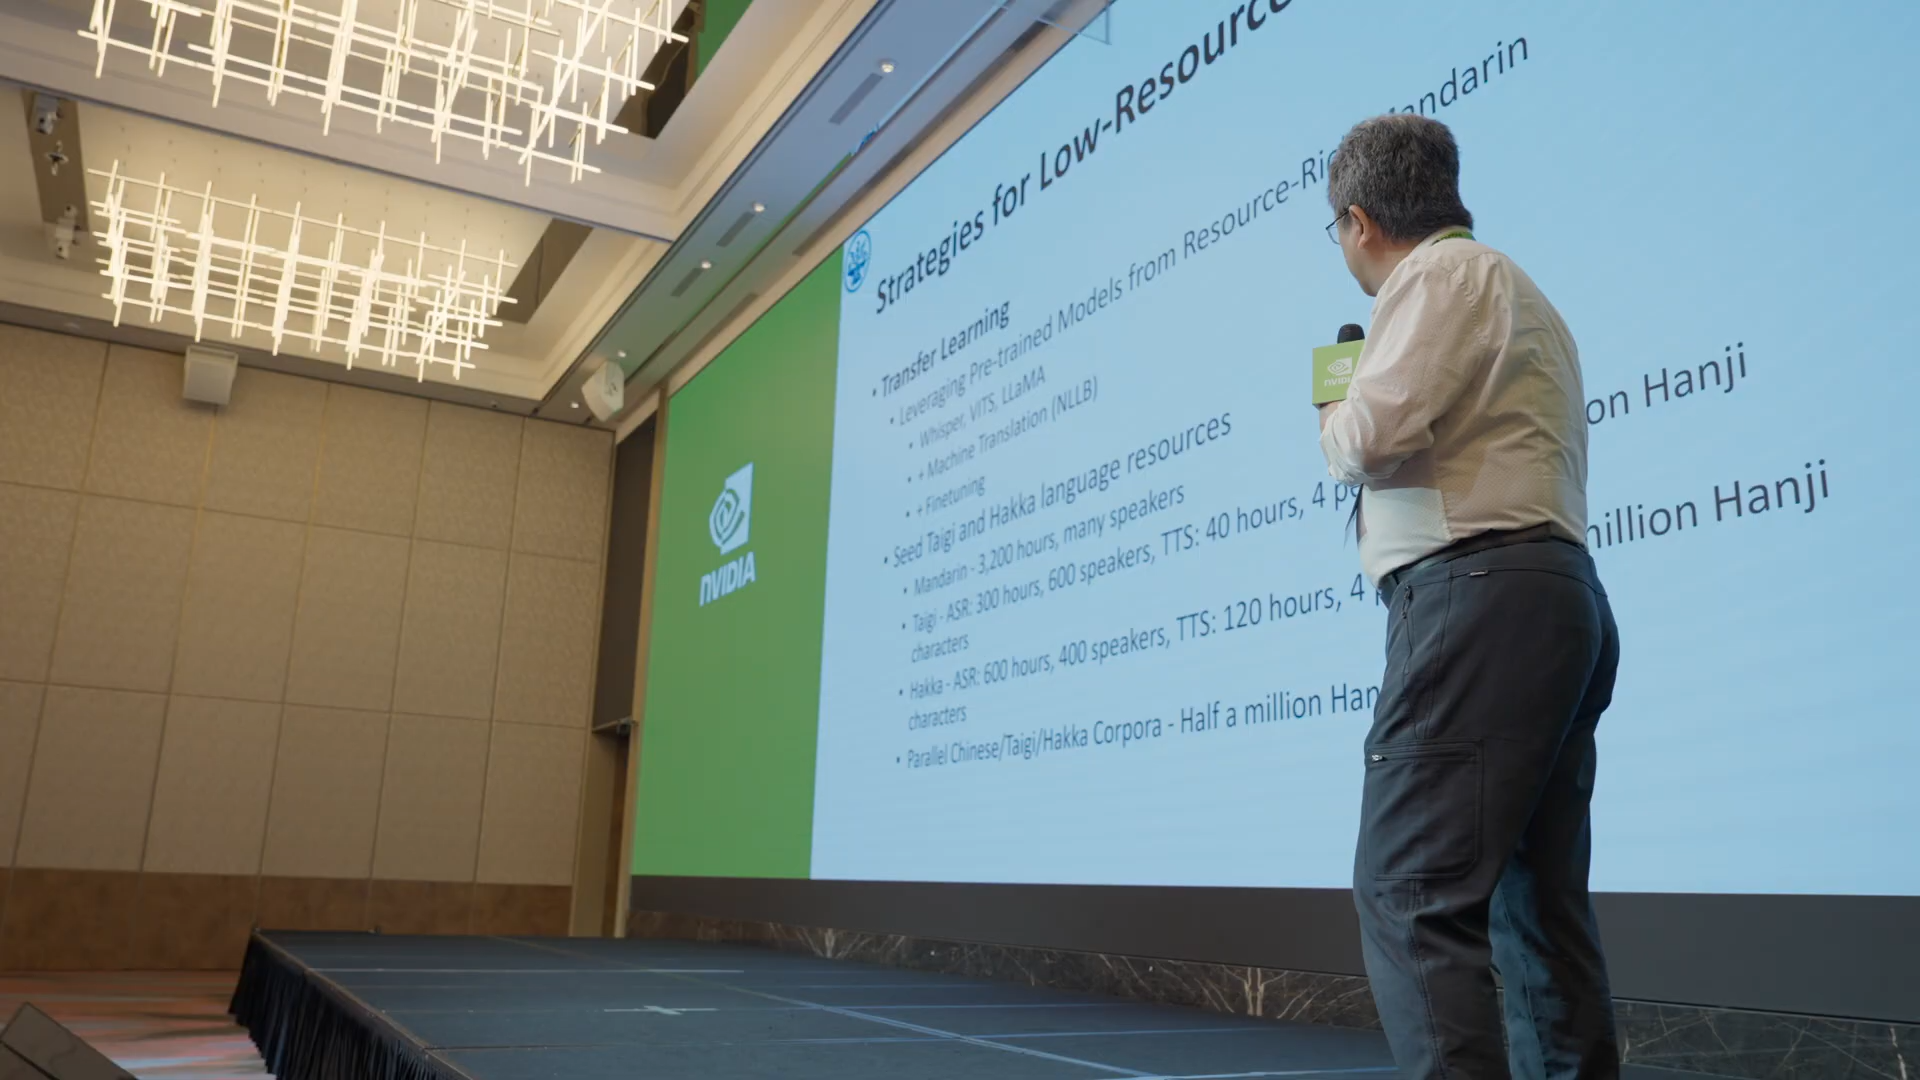 Strategies for Low-Resource
• Transfer Learning
• Leveraging Pre-trained Models from Resource-Ric Mandarin
• Whisper, VITS, LLaMA
• + Machine Translation (NLLB)
• + Finetuning
• Seed Taigi and Hakka language resources
• Mandarin - 3,200 hours, many speakers
• Taigi - ASR: 300 hours, 600 speakers, TTS: 40 hours, 4 on Hanji
characters
• Hakka - ASR: 600 hours, 400 speakers, TTS: 120 hours, 4 million Hanji
characters
• Parallel Chinese/Taigi/Hakka Corpora - Half a million Han
NVIDIA
NVIDIA